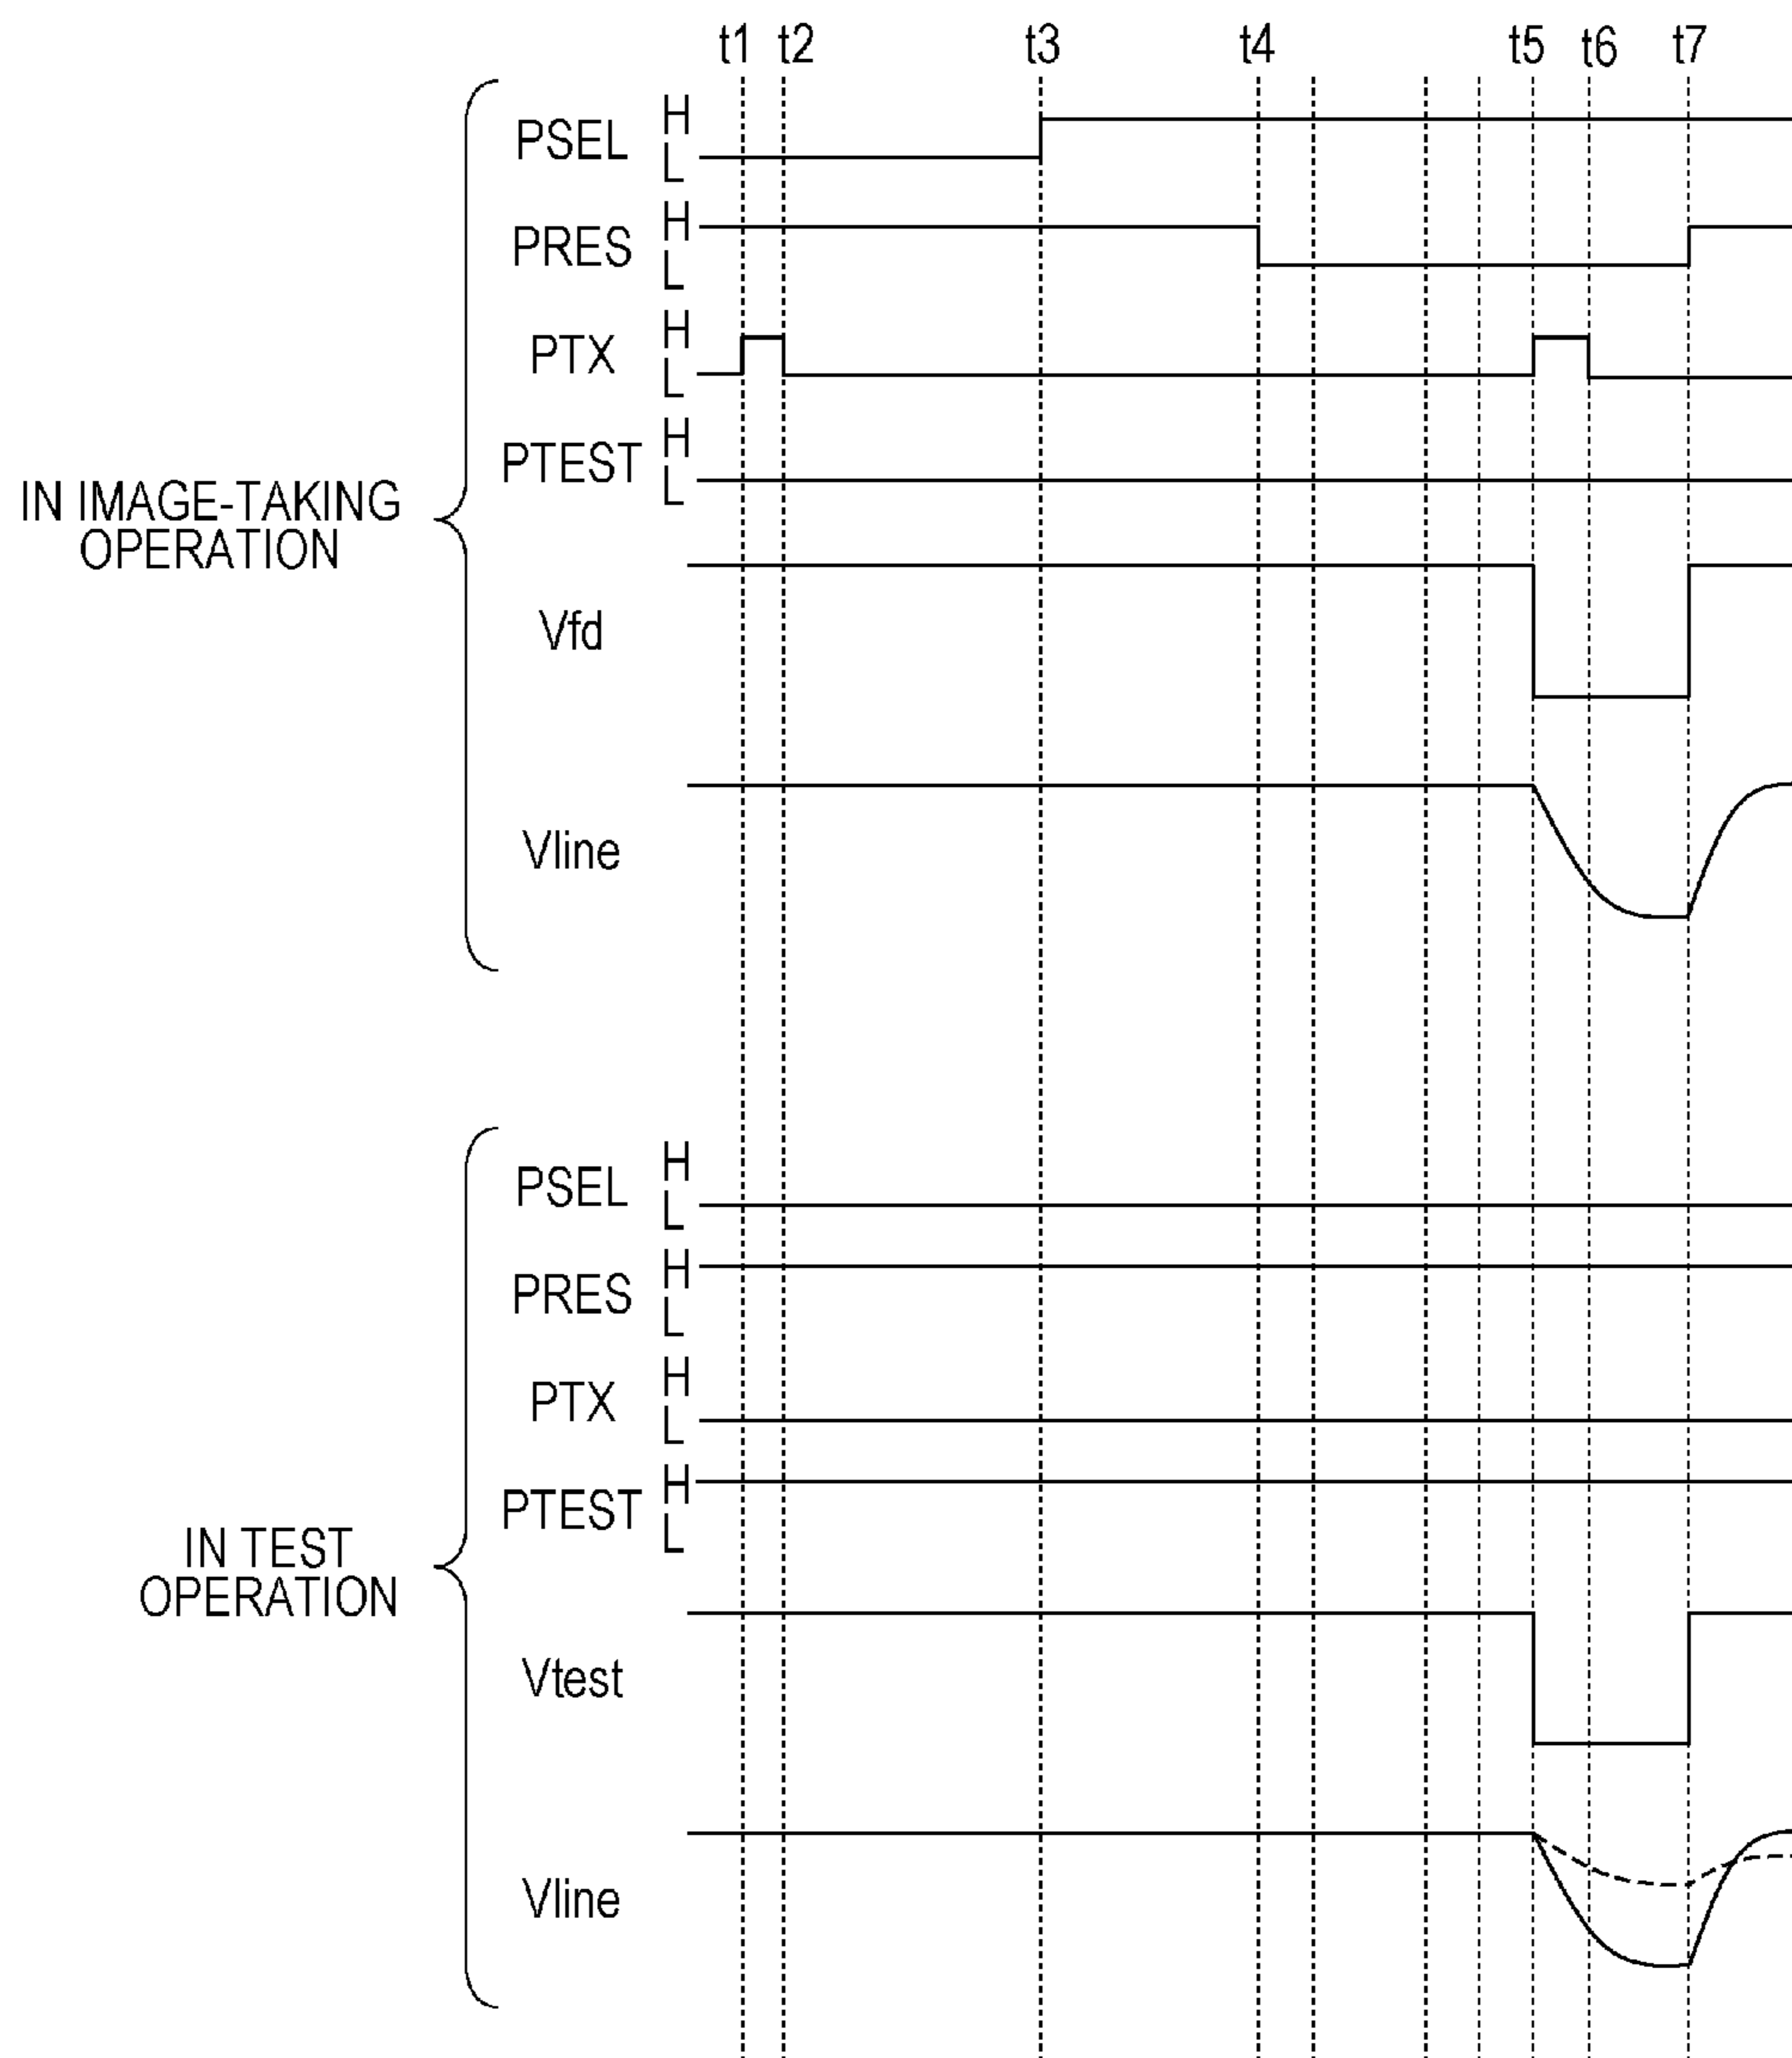 t1 t2 t3 t4 t5 t6 t7
PSEL H
L
PRES H
L
PTX H
L
PTEST H
L
IN IMAGE-TAKING
OPERATION
Vfd
Vline
PSEL H
L
PRES H
L
PTX H
L
PTEST H
L
IN TEST
OPERATION
Vtest
Vline